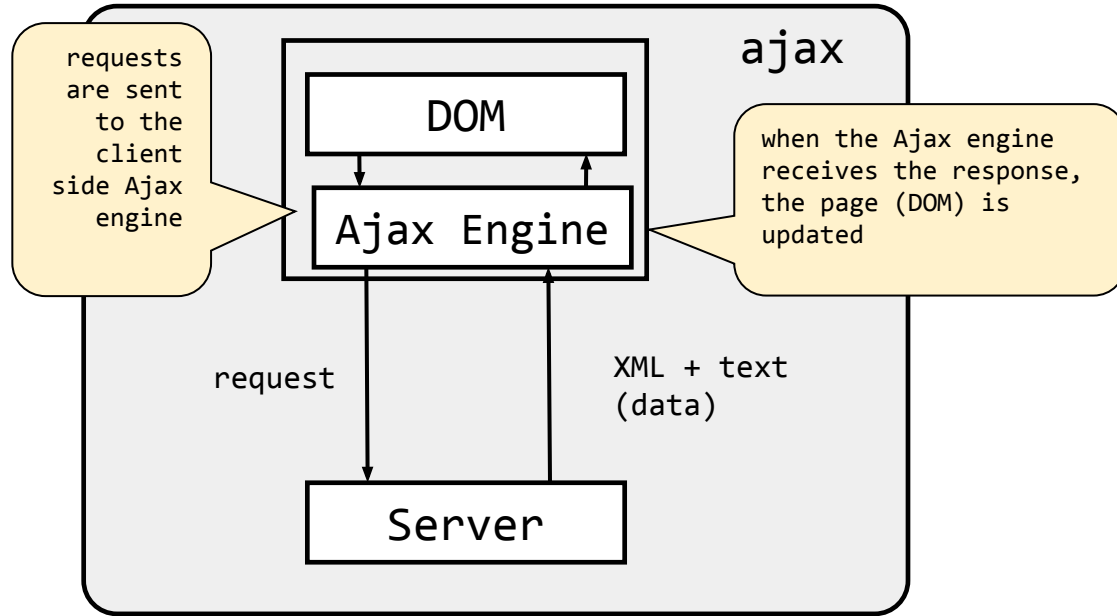 ajax
requests
are sent
to the
client
side Ajax
engine
DOM
when the Ajax engine
receives the response,
the page (DOM) is
updated
Ajax Engine
request
XML + text
(data)
Server